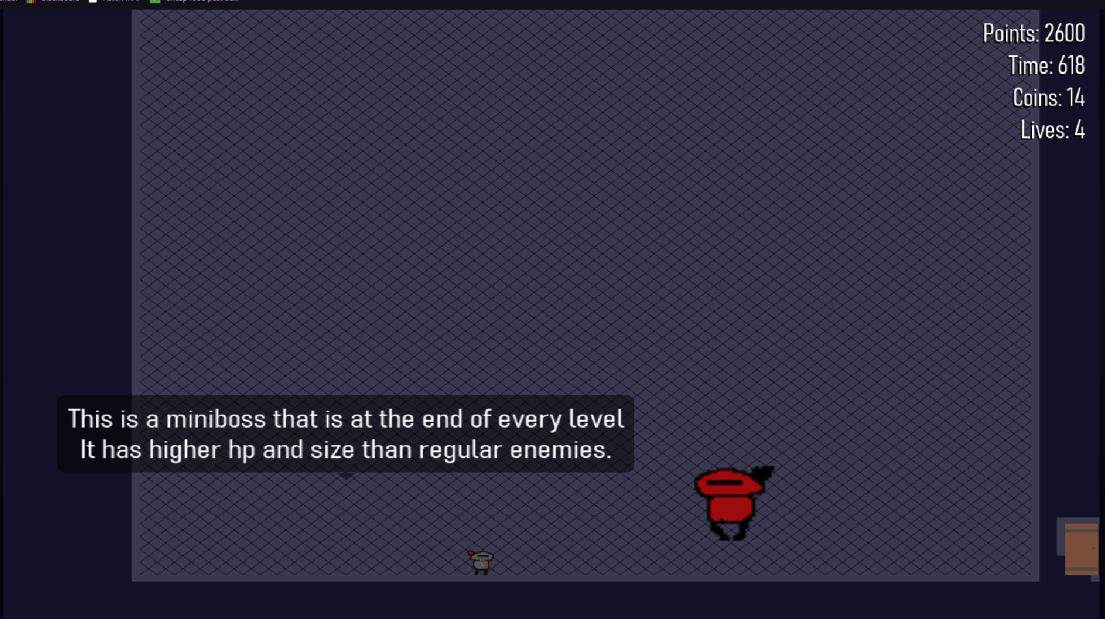 Points: 2600
Time: 618
Coins: 14
Lives: 4
This is a miniboss that is at the end of every level
It has higher hp and size than regular enemies.